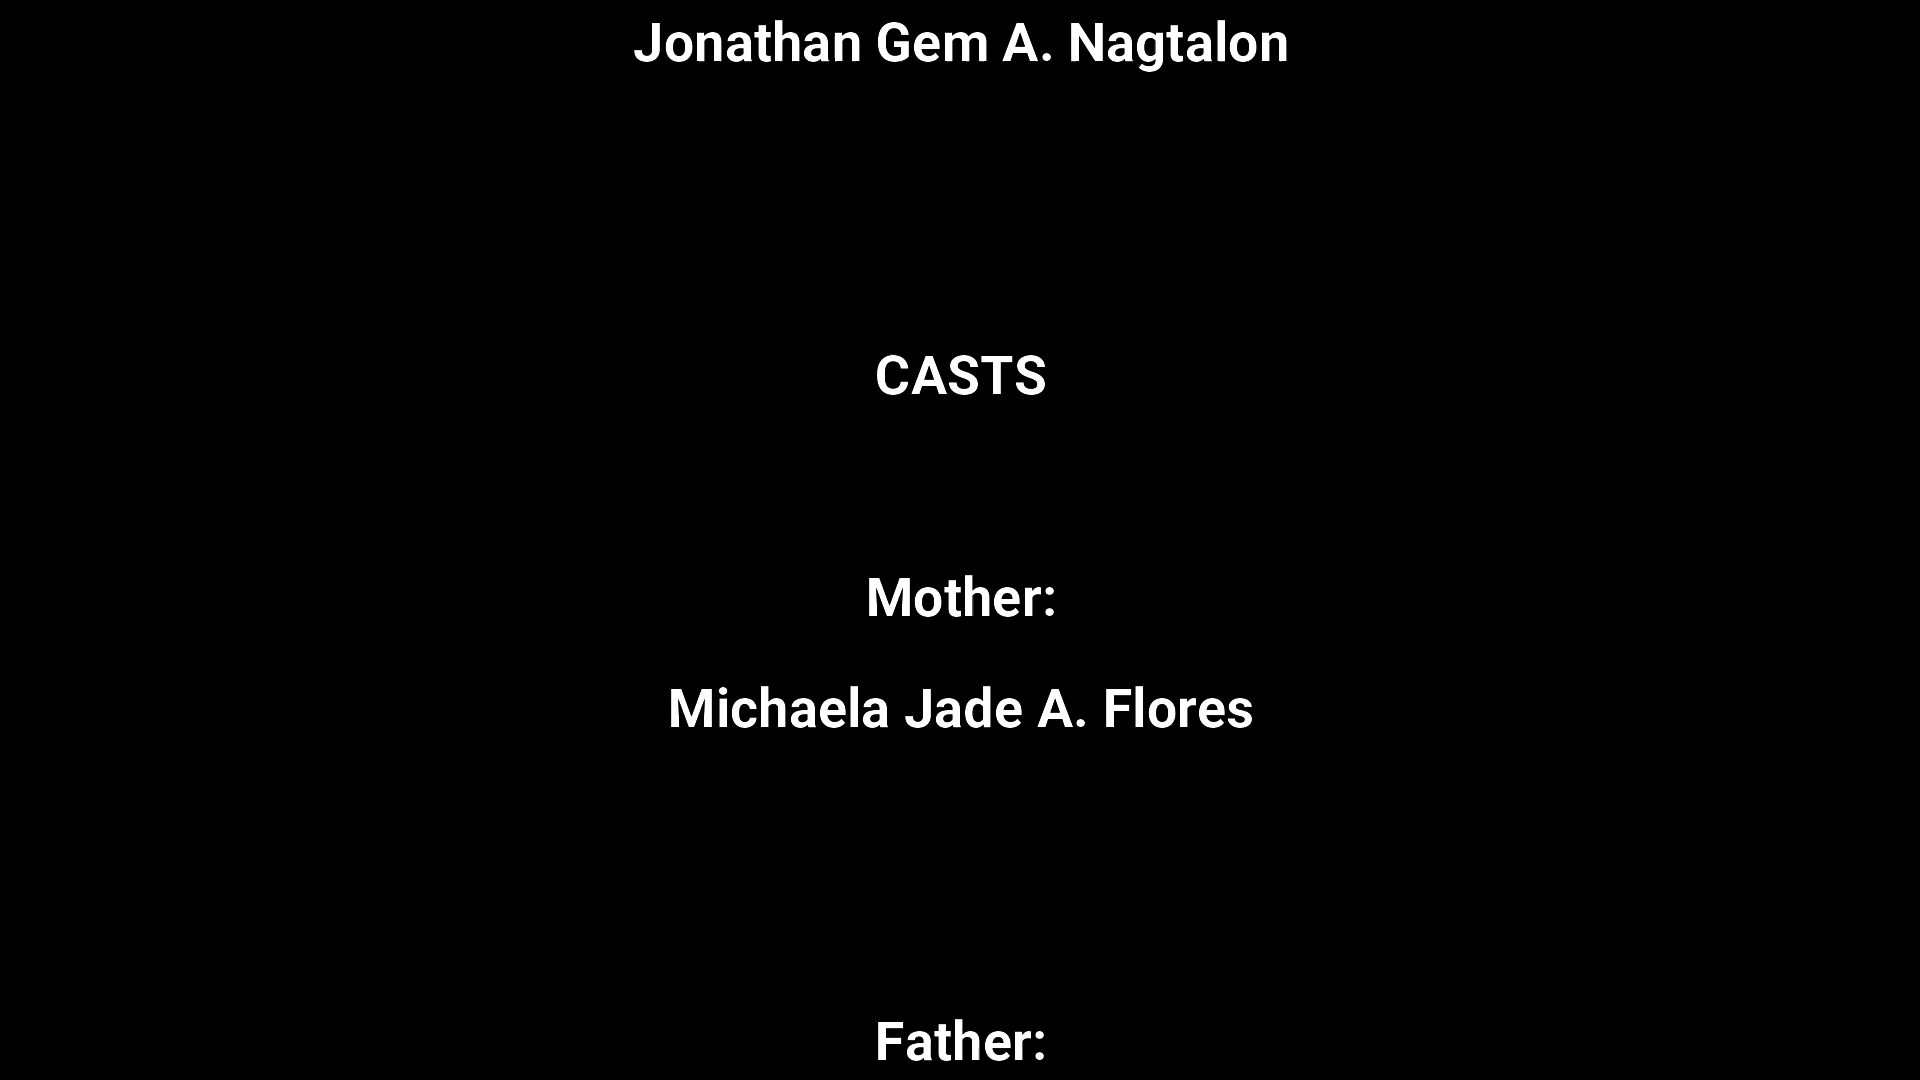 Jonathan Gem A. Nagtalon
CASTS
Mother:
Michaela Jade A. Flores
Father: